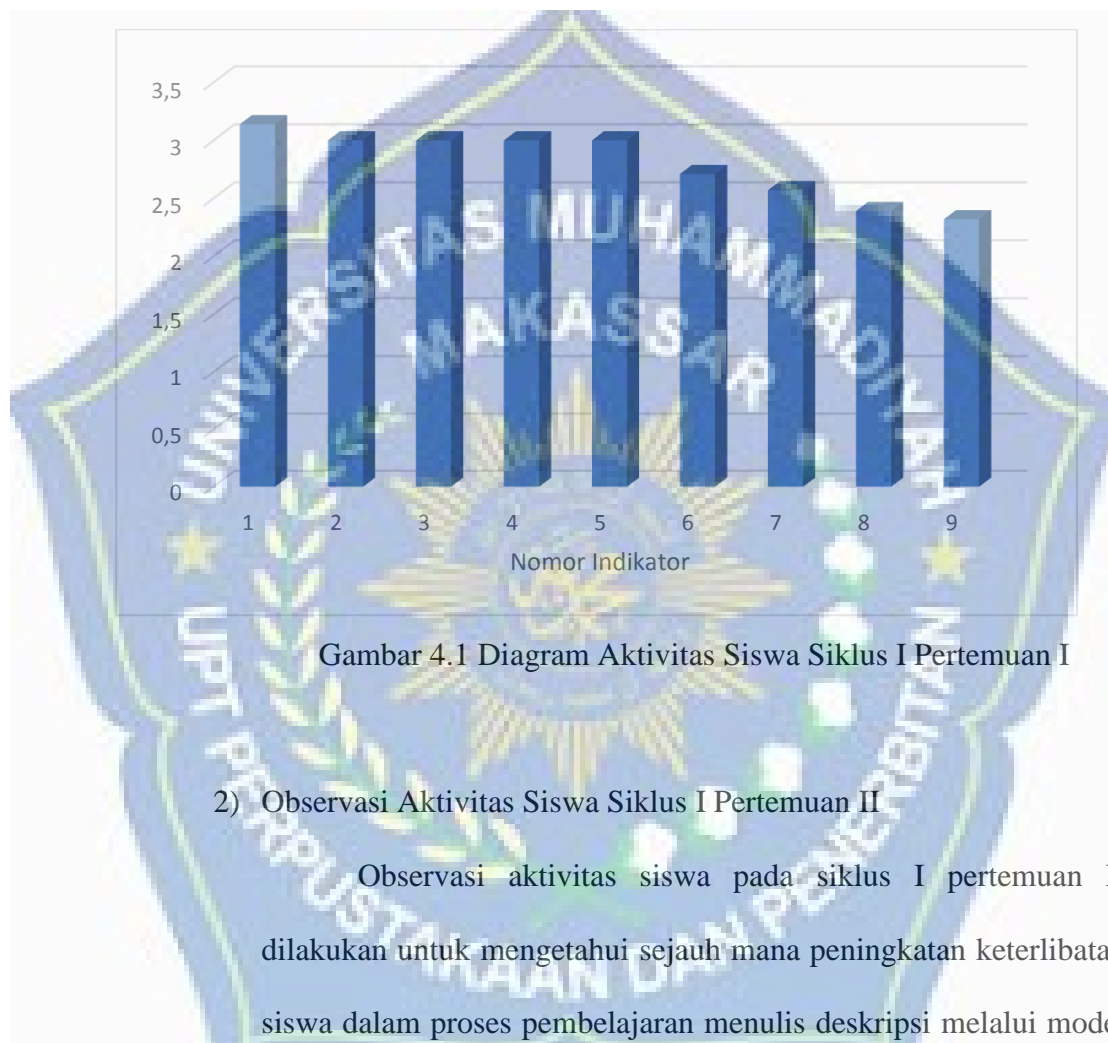 3,5
3
2,5
2
1,5
1
0,5
0
1 2 3 4 5 6 7 8 9
Nomor Indikator
UNIVERSITAS MUHAMMADIYAH
MAKASSAR
UPT PERPUSTAKAAN DAN PENERBITAN
Gambar 4.1 Diagram Aktivitas Siswa Siklus I Pertemuan I
2) Observasi Aktivitas Siswa Siklus I Pertemuan II
Observasi aktivitas siswa pada siklus I pertemuan
dilakukan untuk mengetahui sejauh mana peningkatan
siswa dalam proses pembelajaran menulis deskripsi melalui